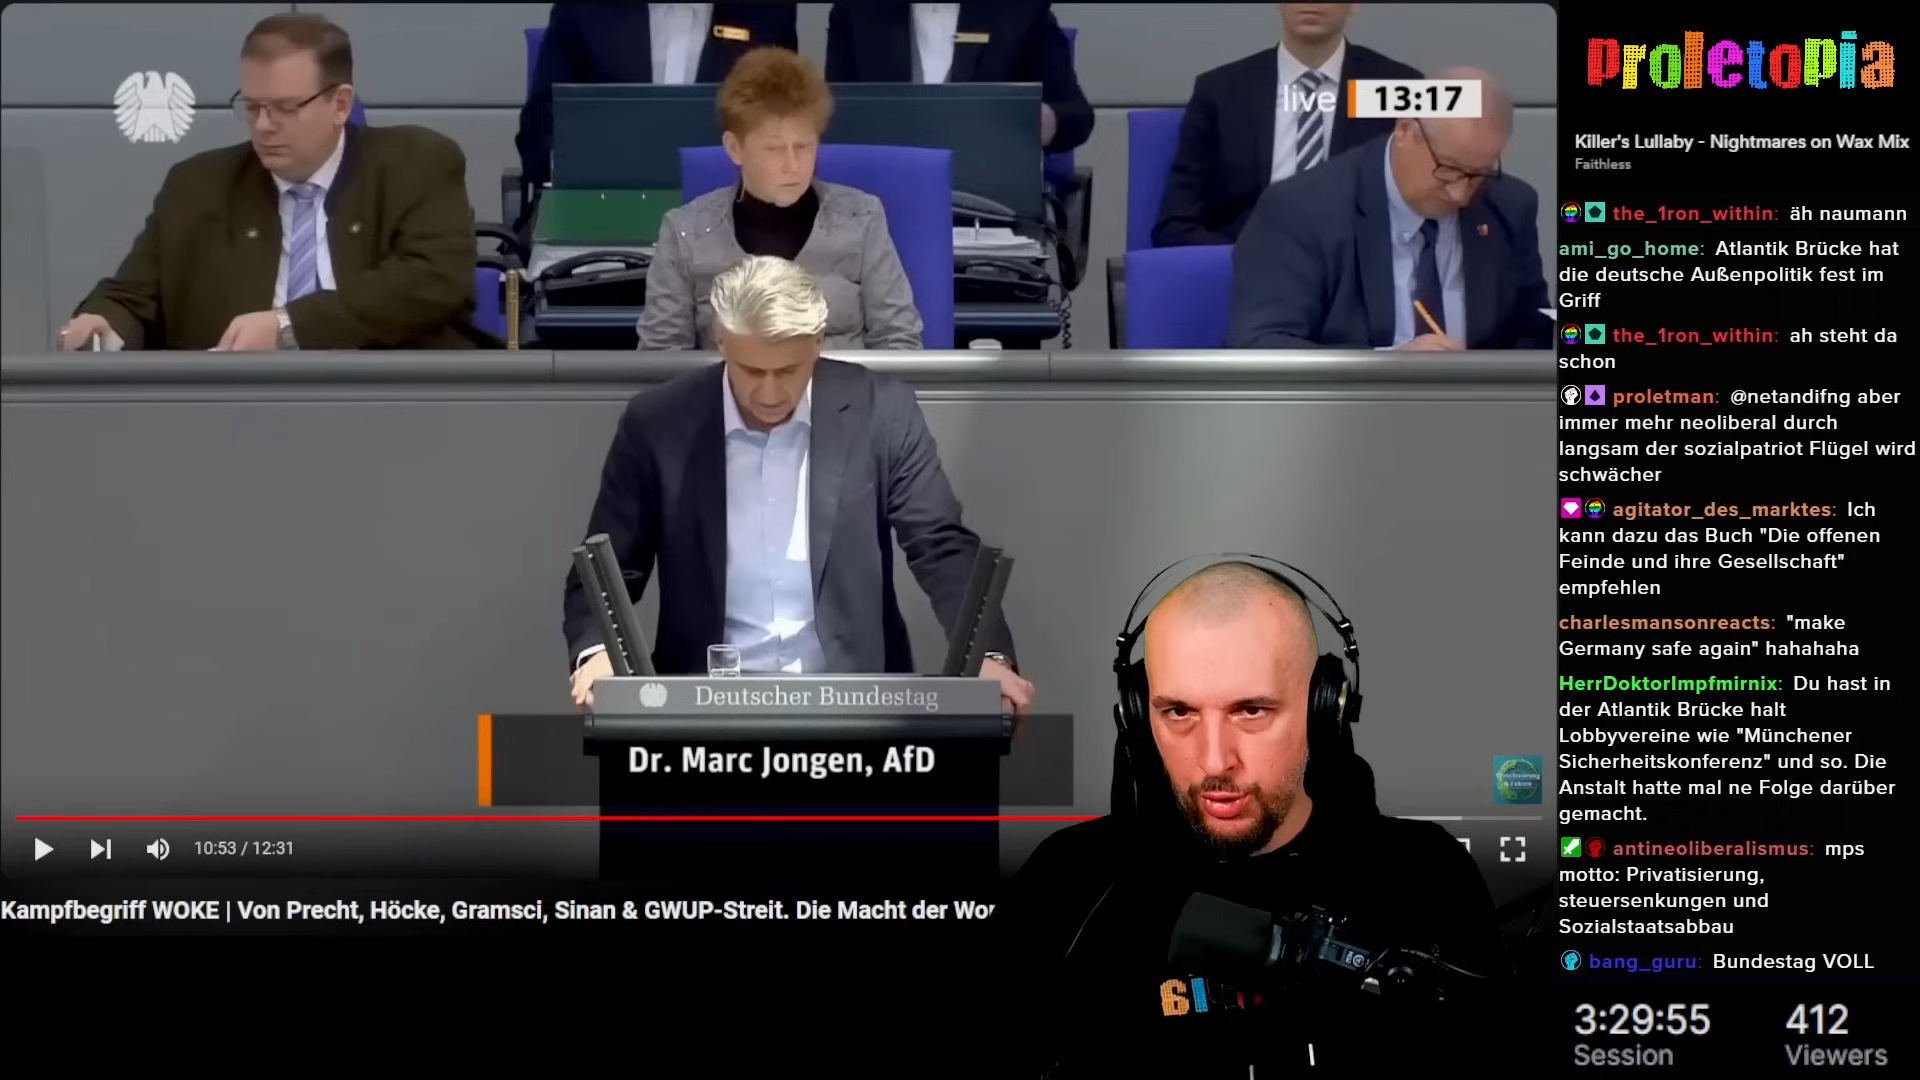 live 13:17
Deutscher Bundestag
Dr. Marc Jongen, AfD
10:53 / 12:31
Kampfbegriff WOKE | Von Precht, Höcke, Gramsci, Sinan & GWUP-Streit. Die Macht der Wor
Proletopia
Killer's Lullaby - Nightmares on Wax Mix
Faithless
the_1ron_within: äh naumann
ami_go_home: Atlantik Brücke hat
die deutsche Außenpolitik fest im
Griff
the_1ron_within: ah steht da
schon
proletman: @netandifng aber
immer mehr neoliberal durch
langsam der sozialpatriot Flügel wird
schwächer
agitator_des_marktes: Ich
kann dazu das Buch "Die offenen
Feinde und ihre Gesellschaft"
empfehlen
charlesmansonreacts: "make
Germany safe again" hahahaha
HerrDoktorImpfmirnix: Du hast in
der Atlantik Brücke halt
Lobbyvereine wie "Münchener
Sicherheitskonferenz" und so. Die
Anstalt hatte mal ne Folge darüber
gemacht.
antineoliberalismus: mps
motto: Privatisierung,
steuersenkungen und
Sozialstaatsabbau
bang_guru: Bundestag VOLL
3:29:55 412
Session Viewers